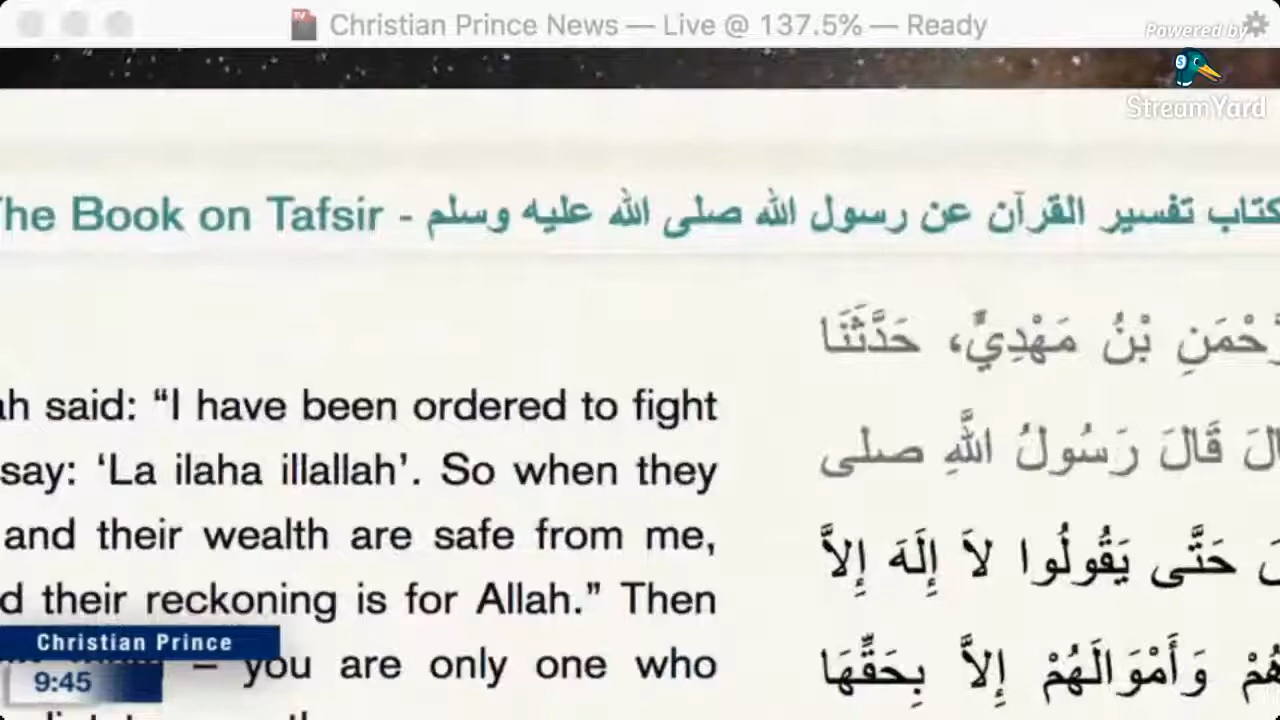 Christian Prince News — Live @ 137.5% — Ready
Powered by
StreamYard
The Book on Tafsir - كتاب تفسير القرآن عن رسول الله صلى الله عليه وسلم
مَهْدِيٍّ، حَدَّثَنَا بْنُ
قَالَ رَسُولُ اللَّهِ صلى
حَتَّى يَقُولُوا لاَ إِلَهَ إِلاَّ
وَأَمْوَالَهُمْ إِلاَّ بِحَقِّهَا
ah said: “I have been ordered to fight
say: ‘La ilaha illallah’. So when they
and their wealth are safe from me,
d their reckoning is for Allah.” Then
– you are only one who
Christian Prince
9:45